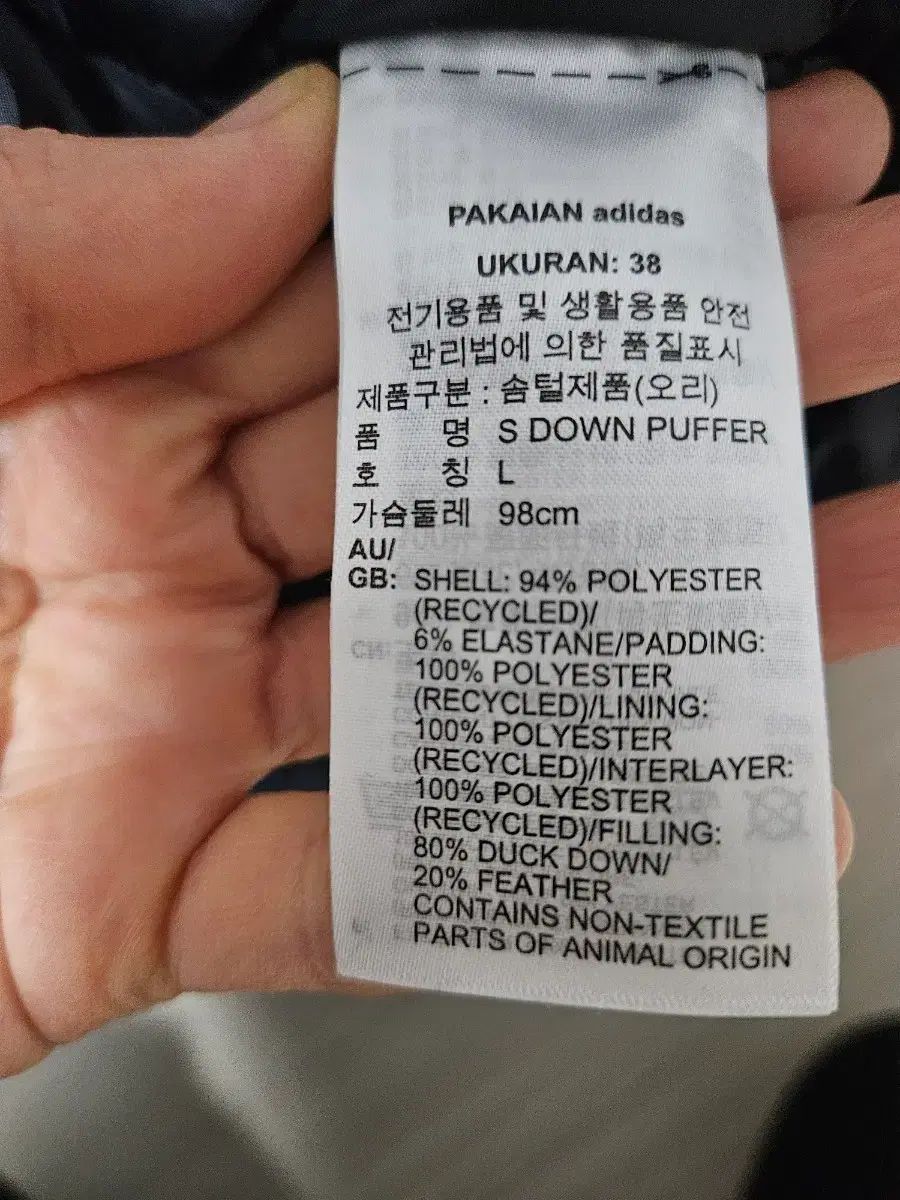 PAKAIAN adidas
UKURAN: 38
전기용품 및 생활용품 안전
관리법에 의한 품질표시
제품구분 : 솜털제품(오리)
품 명 S DOWN PUFFER
호 칭 L
가슴둘레 98cm
AU/
GB: SHELL: 94% POLYESTER
(RECYCLED)/
6% ELASTANE/PADDING:
100% POLYESTER
(RECYCLED)/LINING:
100% POLYESTER
(RECYCLED)/INTERLAYER:
100% POLYESTER
(RECYCLED)/FILLING:
80% DUCK DOWN/
20% FEATHER
CONTAINS NON-TEXTILE
PARTS OF ANIMAL ORIGIN